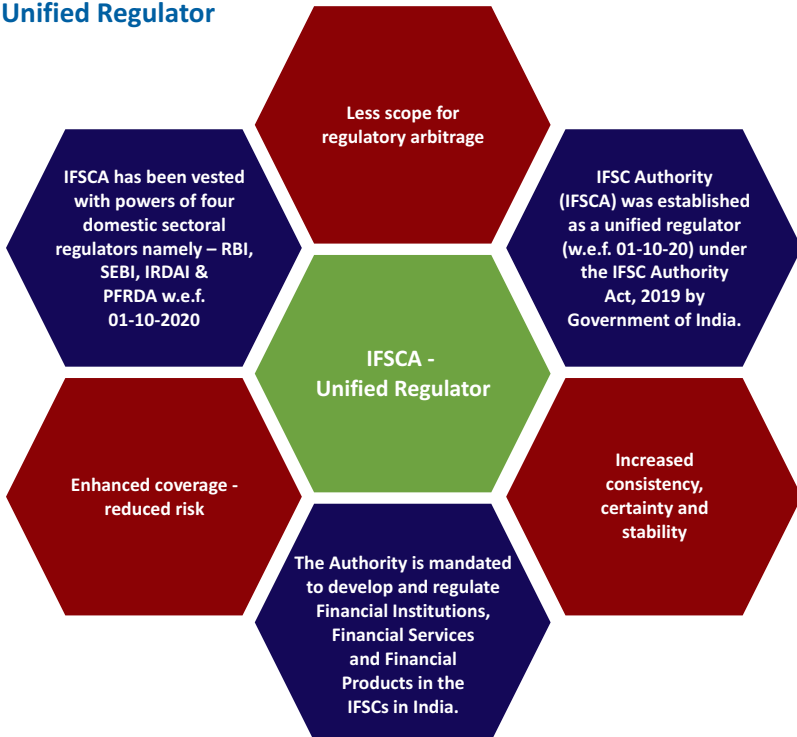 Unified Regulator
Less scope for
regulatory arbitrage
IFSCA has been vested
with powers of four
domestic sectoral
regulators namely – RBI,
SEBI, IRDAI &
PFRDA w.e.f.
01-10-2020
IFSC Authority
(IFSCA) was established
as a unified regulator
(w.e.f. 01-10-20) under
the IFSC Authority
Act, 2019 by
Government of India.
IFSCA -
Unified Regulator
Enhanced coverage -
reduced risk
Increased
consistency,
certainty and
stability
The Authority is mandated
to develop and regulate
Financial Institutions,
Financial Services
and Financial
Products in the
IFSCs in India.